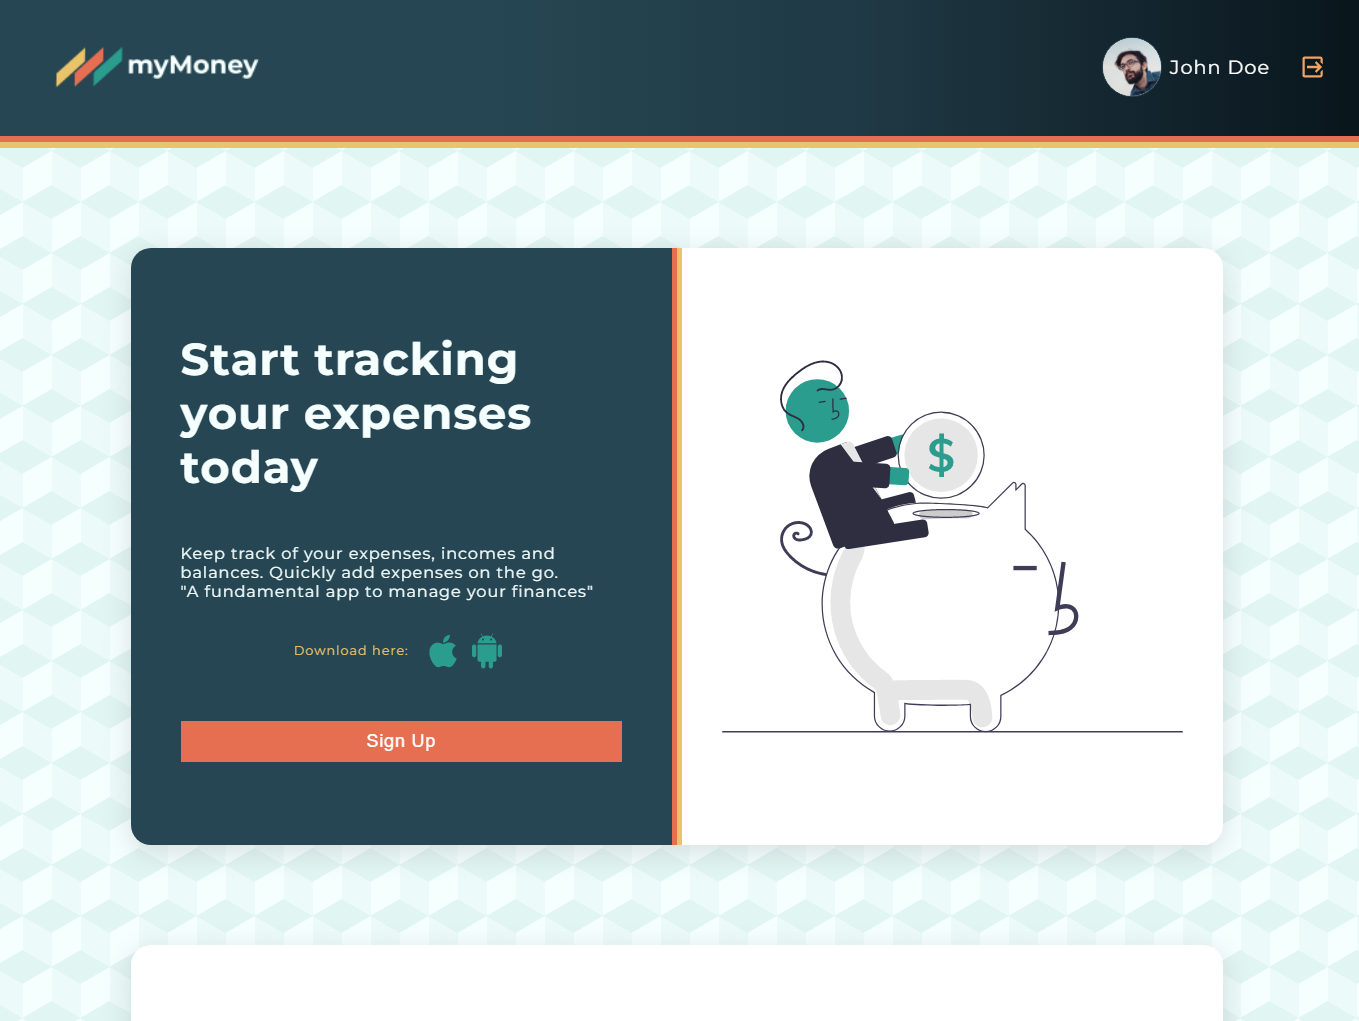 myMoney
John Doe
Start tracking
your expenses
today
Keep track of your expenses, incomes and
balances. Quickly add expenses on the go.
"A fundamental app to manage your finances"
Download here:
Sign Up
$